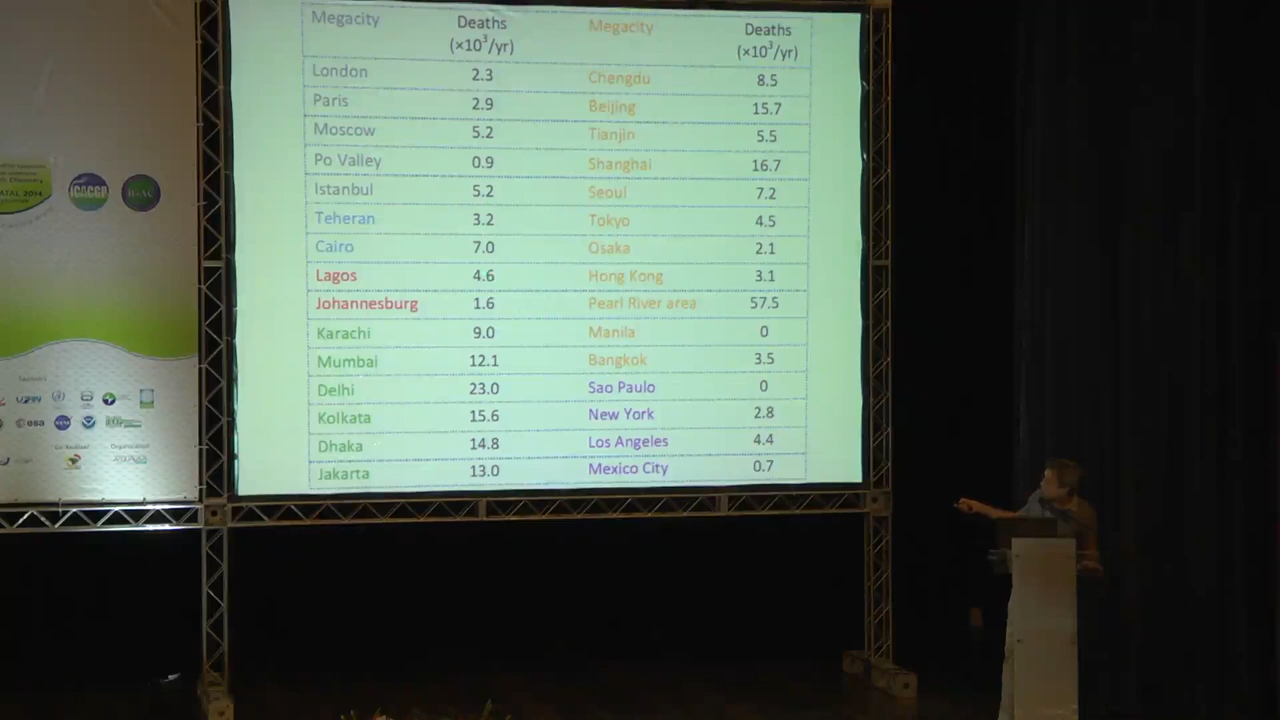 Megacity Deaths (×10³/yr) Megacity Deaths (×10³/yr)
London 2.3 Chengdu 8.5
Paris 2.9 Beijing 15.7
Moscow 5.2 Tianjin 5.5
Po Valley 0.9 Shanghai 16.7
Istanbul 5.2 Seoul 7.2
Teheran 3.2 Tokyo 4.5
Cairo 7.0 Osaka 2.1
Lagos 4.6 Hong Kong 3.1
Johannesburg 1.6 Pearl River area 57.5
Karachi 9.0 Manila 0
Mumbai 12.1 Bangkok 3.5
Delhi 23.0 Sao Paulo 0
Kolkata 15.6 New York 2.8
Dhaka 14.8 Los Angeles 4.4
Jakarta 13.0 Mexico City 0.7
Chemistry
NATAL 2014
iCACGP
IGAC
esa